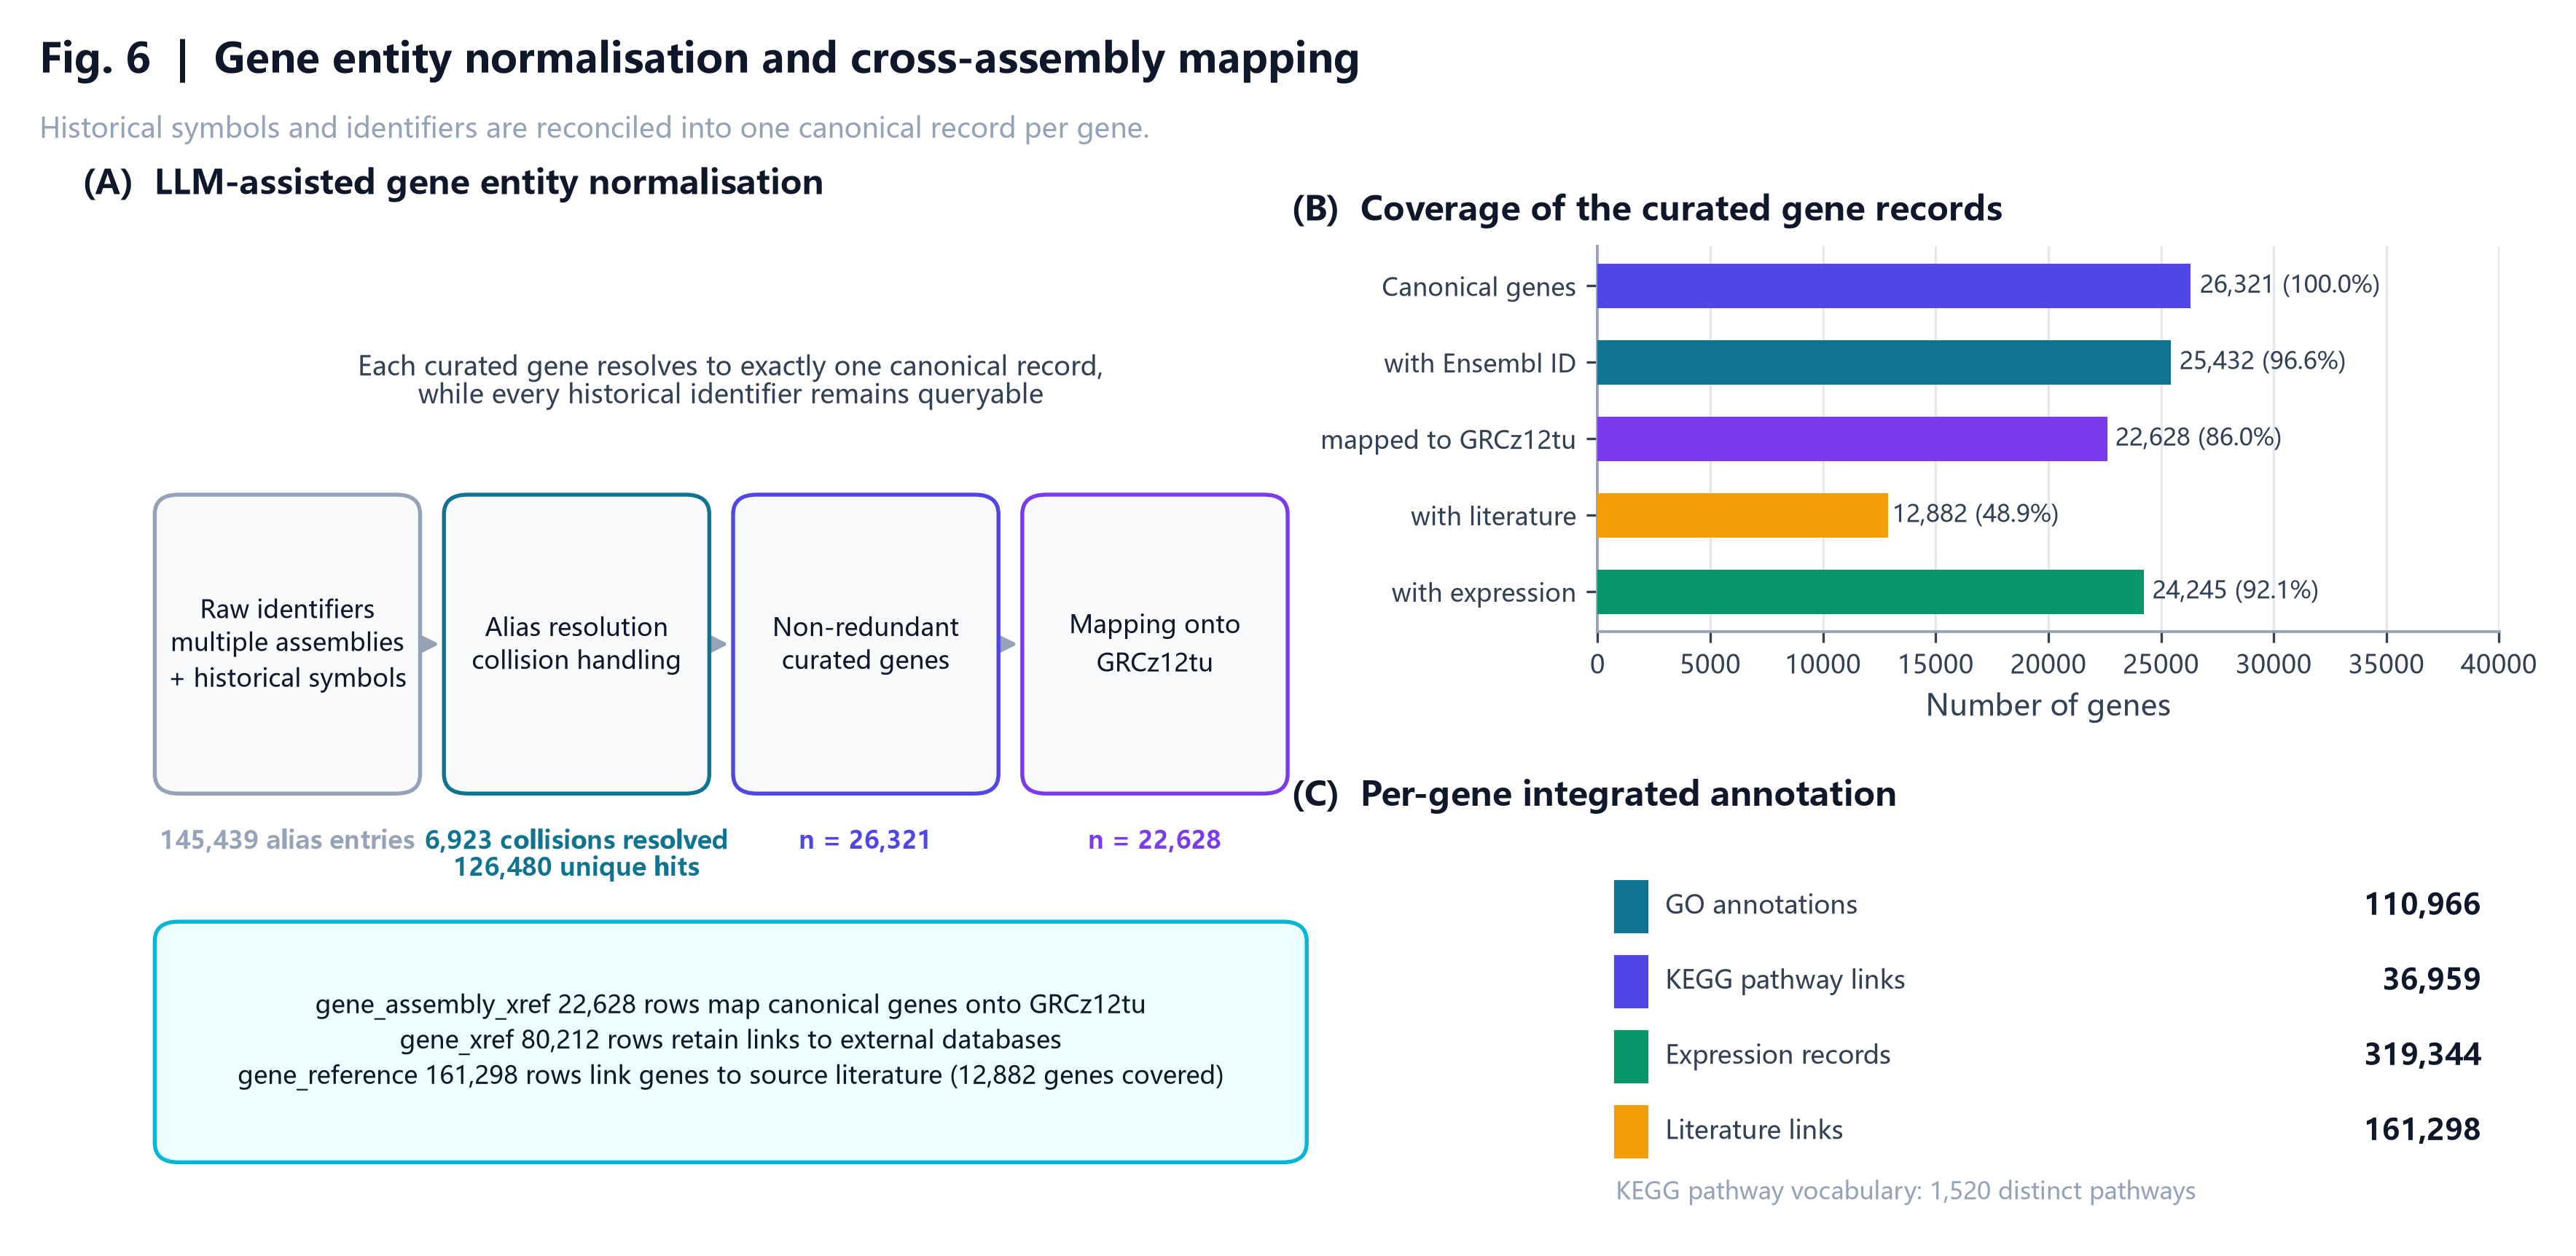 Fig. 6 | Gene entity normalisation and cross-assembly mapping
Historical symbols and identifiers are reconciled into one canonical record per gene.
(A) LLM-assisted gene entity normalisation
Each curated gene resolves to exactly one canonical record,
while every historical identifier remains queryable
Raw identifiers
multiple assemblies
+ historical symbols
Alias resolution
collision handling
Non-redundant
curated genes
Mapping onto
GRCz12tu
145,439 alias entries
6,923 collisions resolved
126,480 unique hits
n = 26,321
n = 22,628
gene_assembly_xref 22,628 rows map canonical genes onto GRCz12tu
gene_xref 80,212 rows retain links to external databases
gene_reference 161,298 rows link genes to source literature (12,882 genes covered)
(B) Coverage of the curated gene records
Canonical genes 26,321 (100.0%)
with Ensembl ID 25,432 (96.6%)
mapped to GRCz12tu 22,628 (86.0%)
with literature 12,882 (48.9%)
with expression 24,245 (92.1%)
0 5000 10000 15000 20000 25000 30000 35000 40000
Number of genes
(C) Per-gene integrated annotation
GO annotations 110,966
KEGG pathway links 36,959
Expression records 319,344
Literature links 161,298
KEGG pathway vocabulary: 1,520 distinct pathways